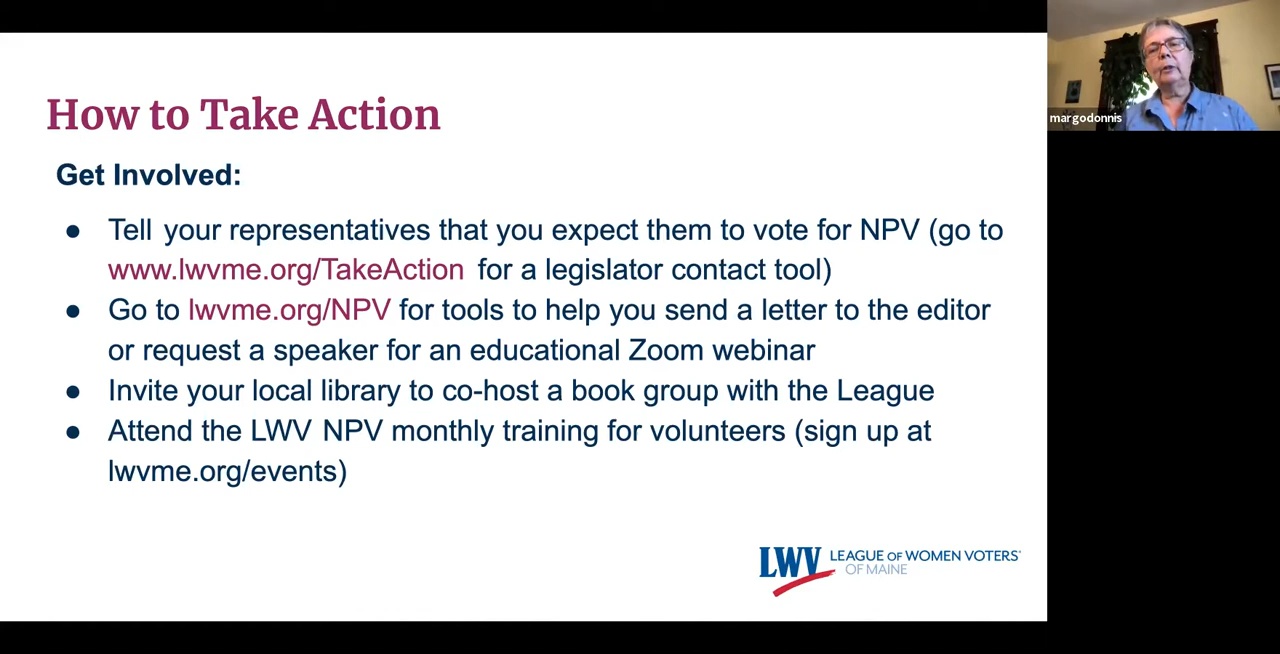 How to Take Action
margodonnis
Get Involved:
● Tell your representatives that you expect them to vote for NPV (go to
www.lwvme.org/TakeAction for a legislator contact tool)
● Go to lwvme.org/NPV for tools to help you send a letter to the editor
or request a speaker for an educational Zoom webinar
● Invite your local library to co-host a book group with the League
● Attend the LWV NPV monthly training for volunteers (sign up at
lwvme.org/events)
LWV LEAGUE OF WOMEN VOTERS®
OF MAINE